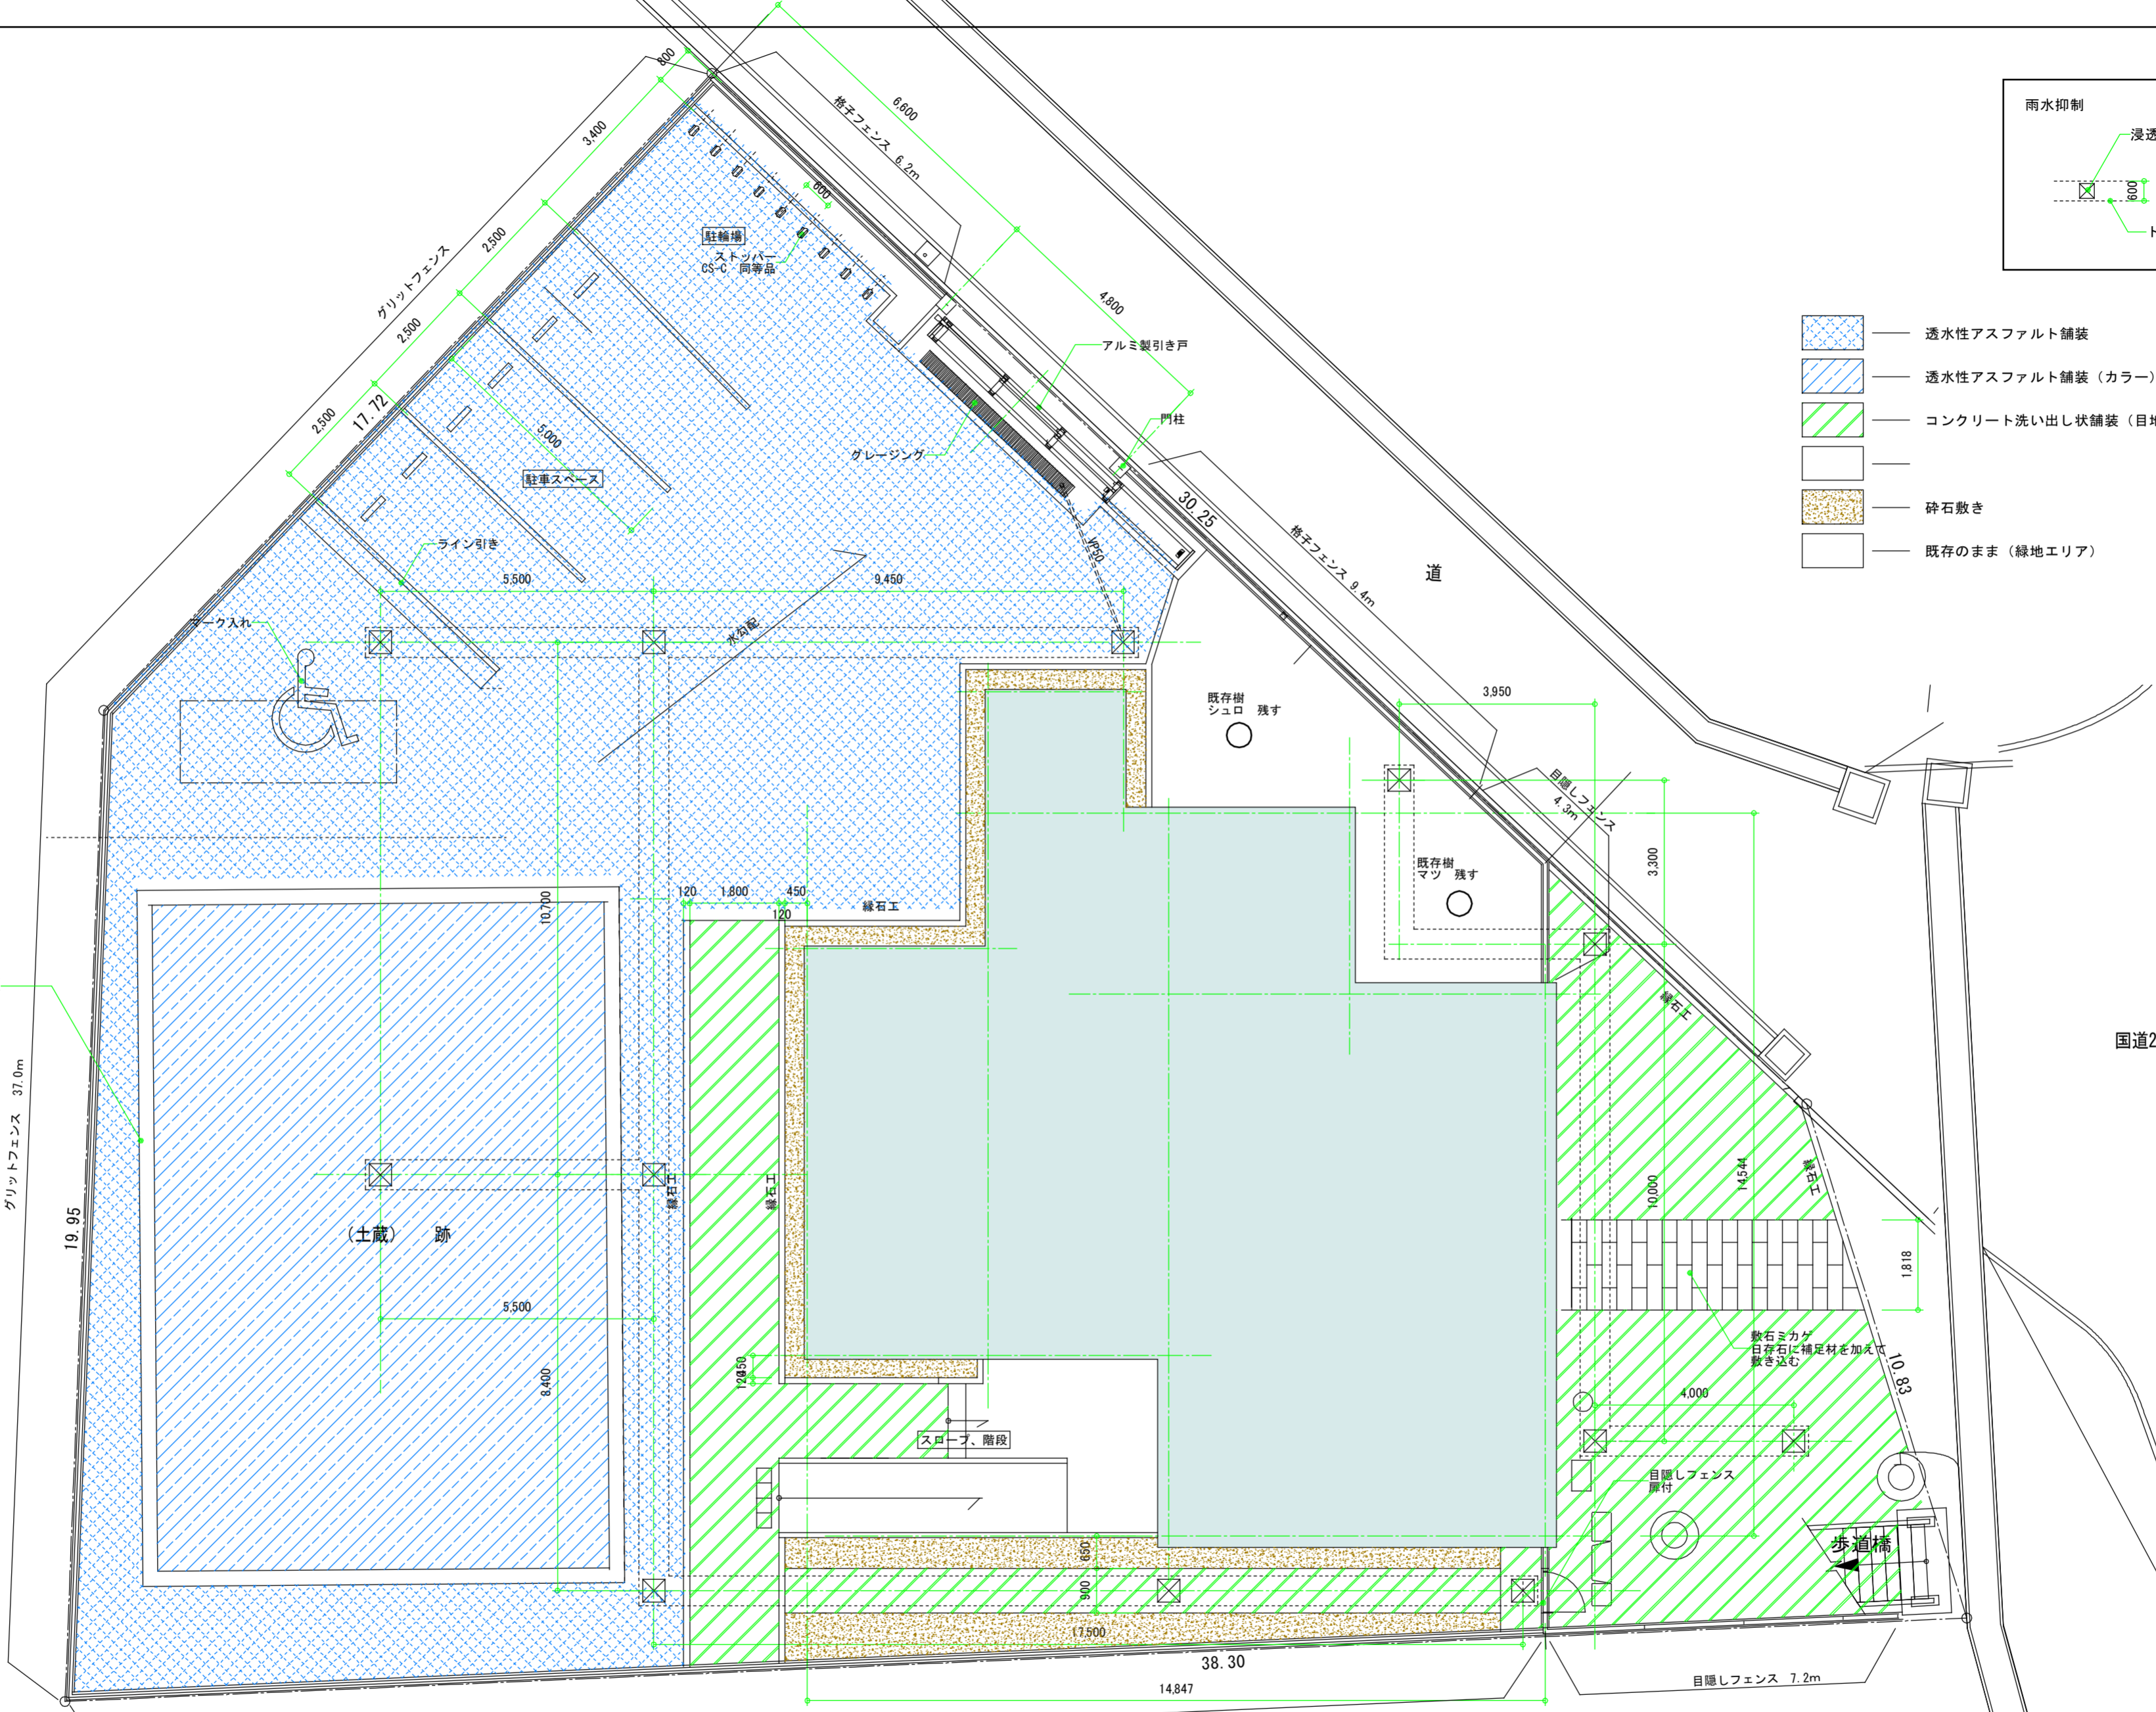 800
6,600
格子フェンス 6.2m
3,400
600
駐輪場
ストッパー
CS-C 同等品
2,500
グリットフェンス
2,500
4,800
アルミ製引き戸
門柱
グレージング
2,500
17.72
5,000
駐車スペース
30.25
格子フェンス 9.4m
道
VP50
ライン引き
5,500
9,450
水勾配
マーク入れ
雨水抑制
浸透
600
透水性アスファルト舗装
透水性アスファルト舗装（カラー）
コンクリート洗い出し状舗装（目地
砕石敷き
既存のまま（緑地エリア）
既存樹
シュロ 残す
3,950
目隠しフェンス
4.3m
3,300
既存樹
マツ 残す
120
1,800
450
120
縁石工
10,700
縁石工
国道2
グリットフェンス 37.0m
19.95
（土蔵） 跡
縁石工
縁石工
縁石工
10,000
14,544
1,818
5,500
敷石ミカゲ
日存石に補足材を加えて
敷き込む
10.83
450
120
8,400
4,000
スロープ、階段
目隠しフェンス
扉付
歩道橋
650
900
17,500
38.30
14,847
目隠しフェンス 7.2m